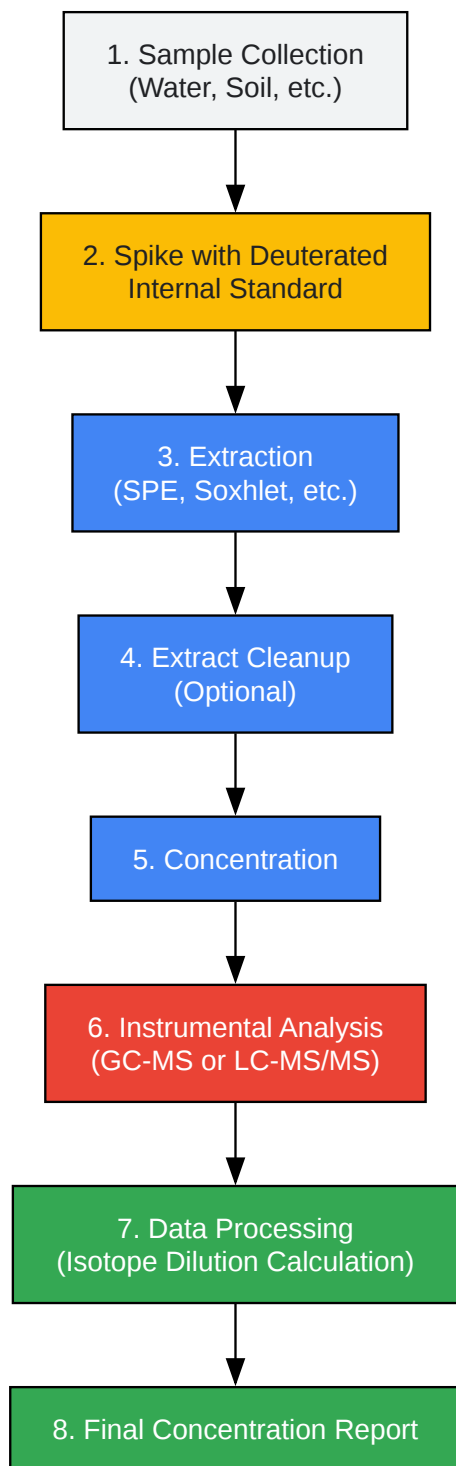 1. Sample Collection
(Water, Soil, etc.)
2. Spike with Deuterated
Internal Standard
3. Extraction
(SPE, Soxhlet, etc.)
4. Extract Cleanup
(Optional)
5. Concentration
6. Instrumental Analysis
(GC-MS or LC-MS/MS)
7. Data Processing
(Isotope Dilution Calculation)
8. Final Concentration Report